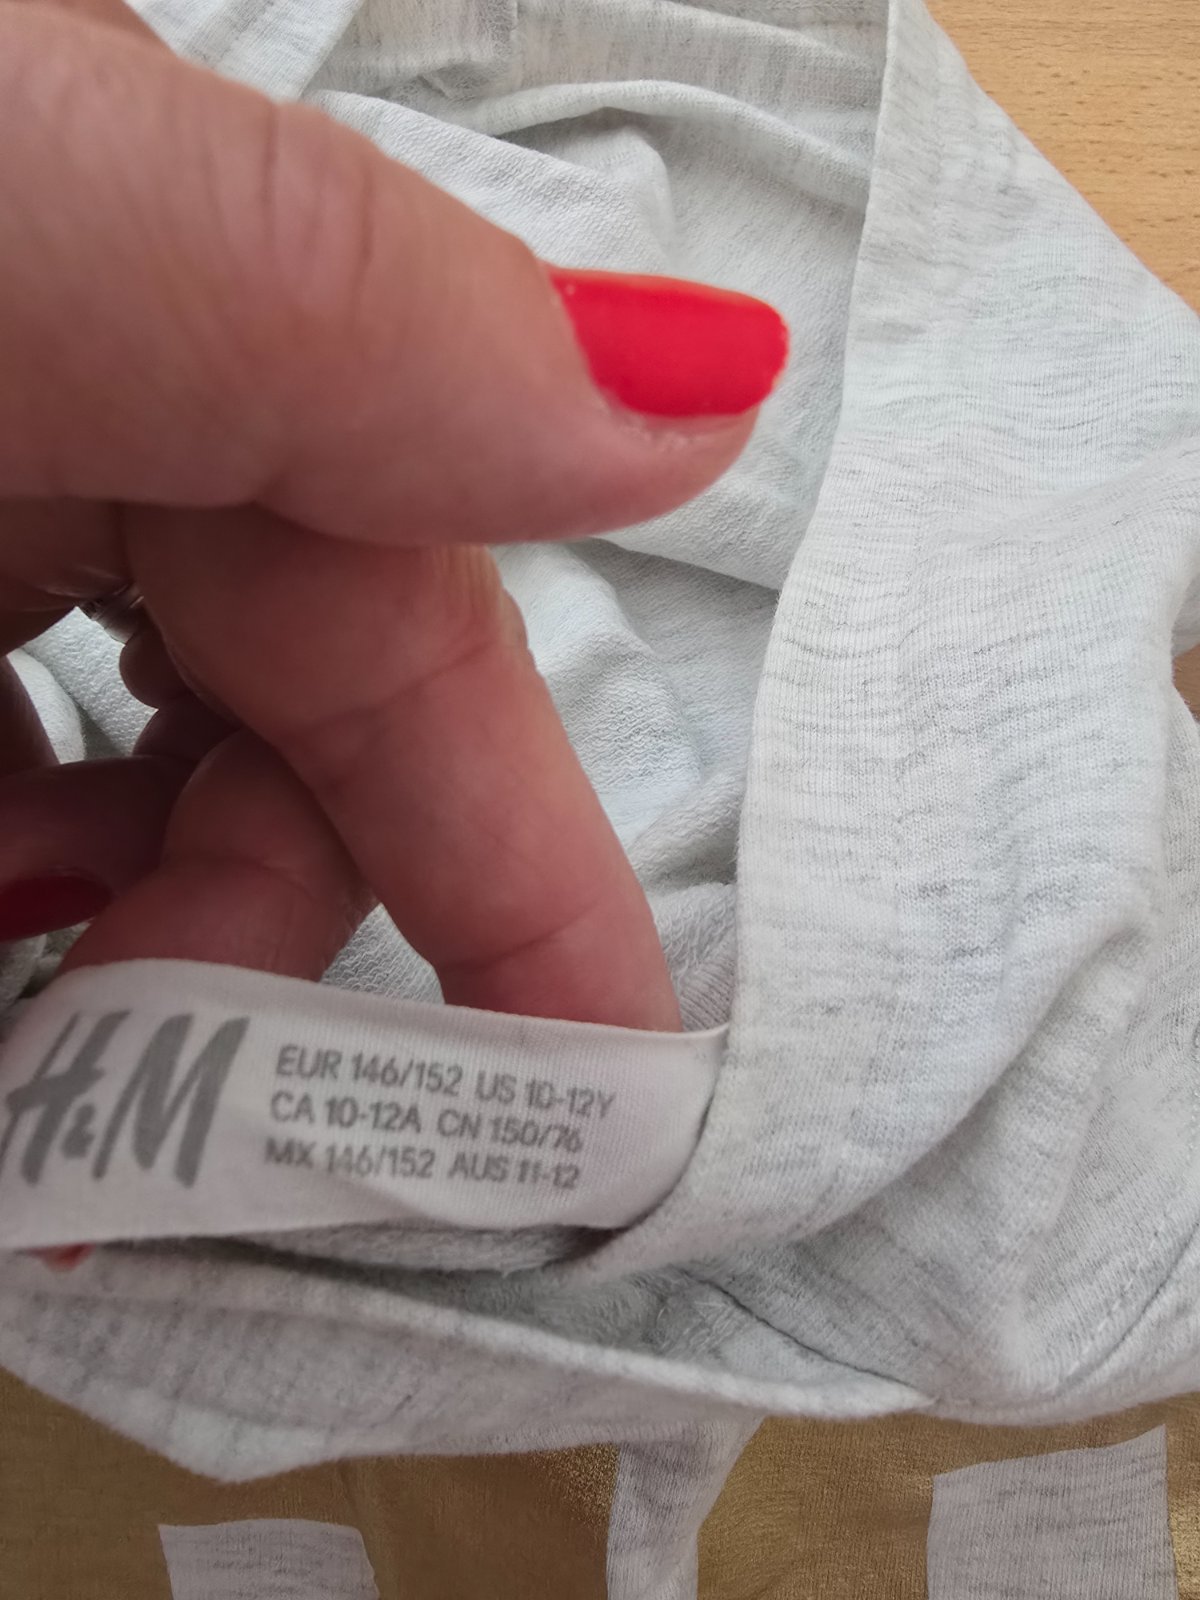 H&M
EUR 146/152 US 10-12Y
CA 10-12A CN 150/76
MX 146/152 AUS 11-12